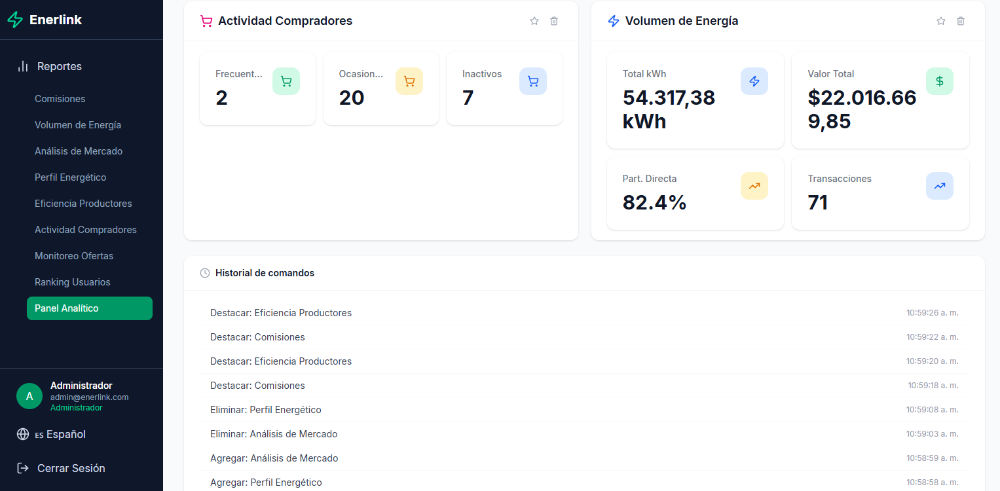 Enerlink
Reportes
Comisiones
Volumen de Energía
Análisis de Mercado
Perfil Energético
Eficiencia Productores
Actividad Compradores
Monitoreo Ofertas
Ranking Usuarios
Panel Analítico
A
Administrador
admin@enerlink.com
Administrador
ES Español
Cerrar Sesión
Actividad Compradores
Frecuent...
2
Ocasion...
20
Inactivos
7
Volumen de Energía
Total kWh
54.317,38
kWh
Valor Total
$22.016.66
9,85
Part. Directa
82.4%
Transacciones
71
Historial de comandos
Destacar: Eficiencia Productores 10:59:26 a. m.
Destacar: Comisiones 10:59:22 a. m.
Destacar: Eficiencia Productores 10:59:20 a. m.
Destacar: Comisiones 10:59:18 a. m.
Eliminar: Perfil Energético 10:59:08 a. m.
Eliminar: Análisis de Mercado 10:59:03 a. m.
Agregar: Análisis de Mercado 10:58:59 a. m.
Agregar: Perfil Energético 10:58:58 a. m.